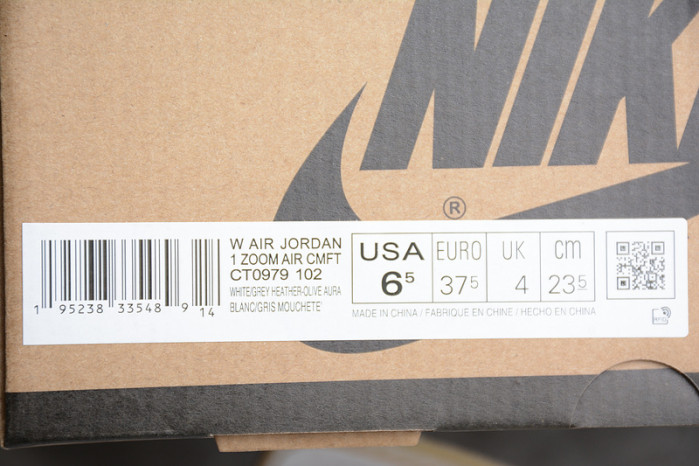 NIKE
®
W AIR JORDAN
1 ZOOM AIR CMFT
CT0979 102
WHITE/GREY HEATHER-OLIVE AURA
BLANC/GRIS MOUCHETE'
1 95238 33548 9 14
USA EURO UK cm
6⁵ 37⁵ 4 23⁵
MADE IN CHINA / FABRIQUE EN CHINE / HECHO EN CHINA